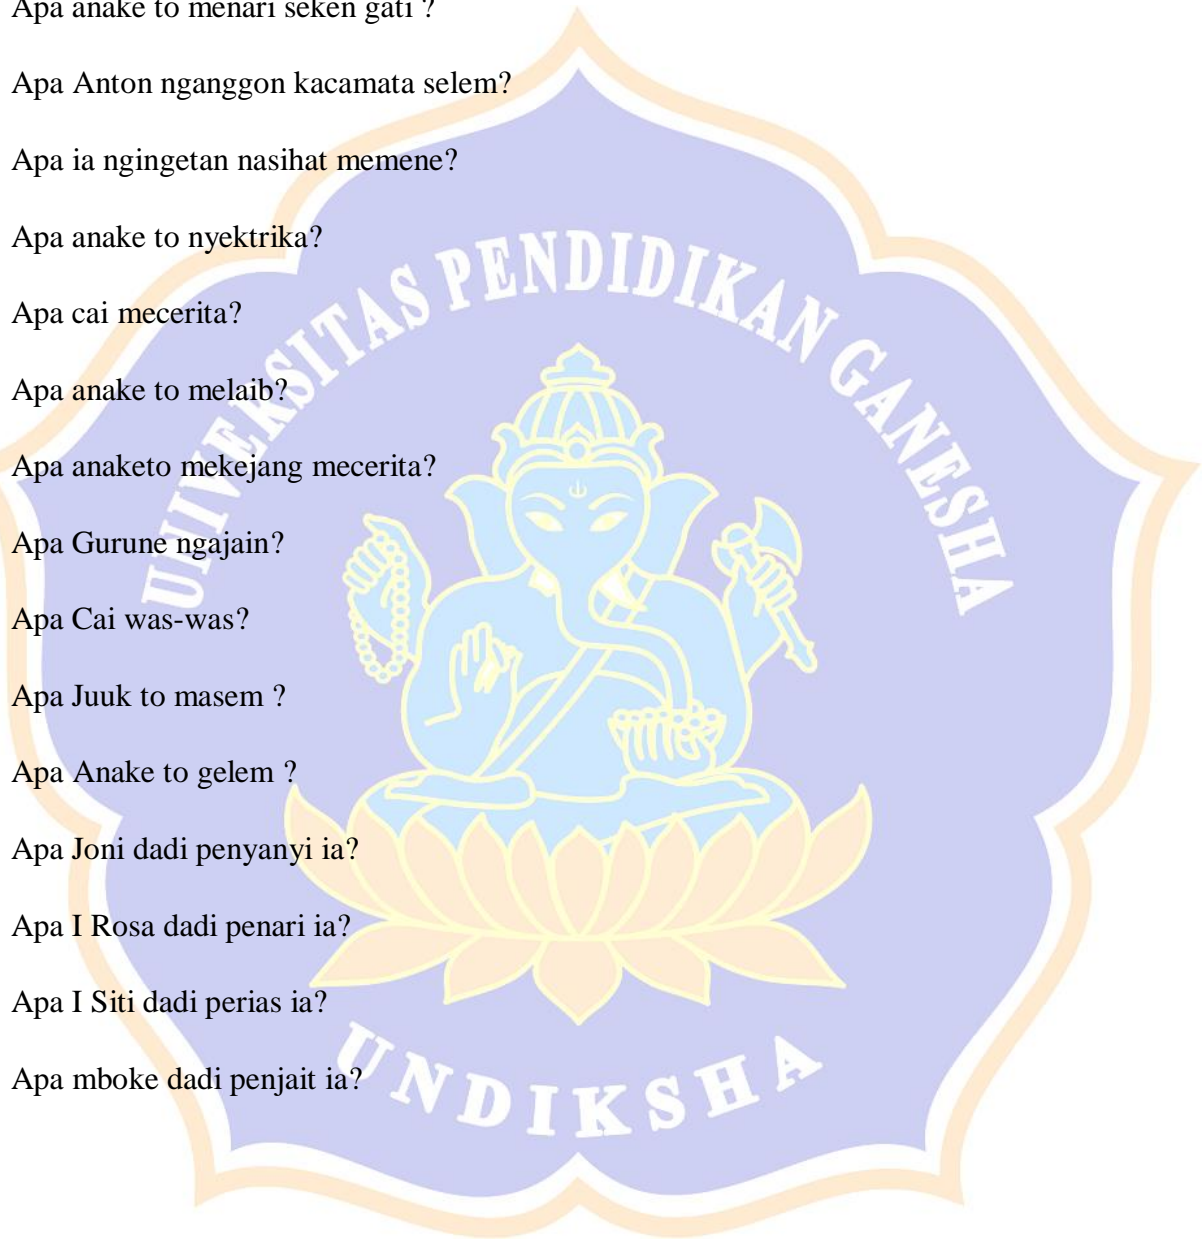 Apa anake to menari seken gati ?
Apa Anton nganggon kacamata selem?
Apa ia ngingetan nasihat memene?
Apa anake to nyektrika?
Apa cai mecerita?
Apa anake to melaib?
Apa anaketo mekejang mecerita?
Apa Gurune ngajain?
Apa Cai was-was?
Apa Juuk to masem ?
Apa Anake to gelem ?
Apa Joni dadi penyanyi ia?
Apa I Rosa dadi penari ia?
Apa I Siti dadi perias ia?
Apa mboke dadi penjait ia?
UNIVERSITAS PENDIDIKAN GANESHA
UNDIKSHA